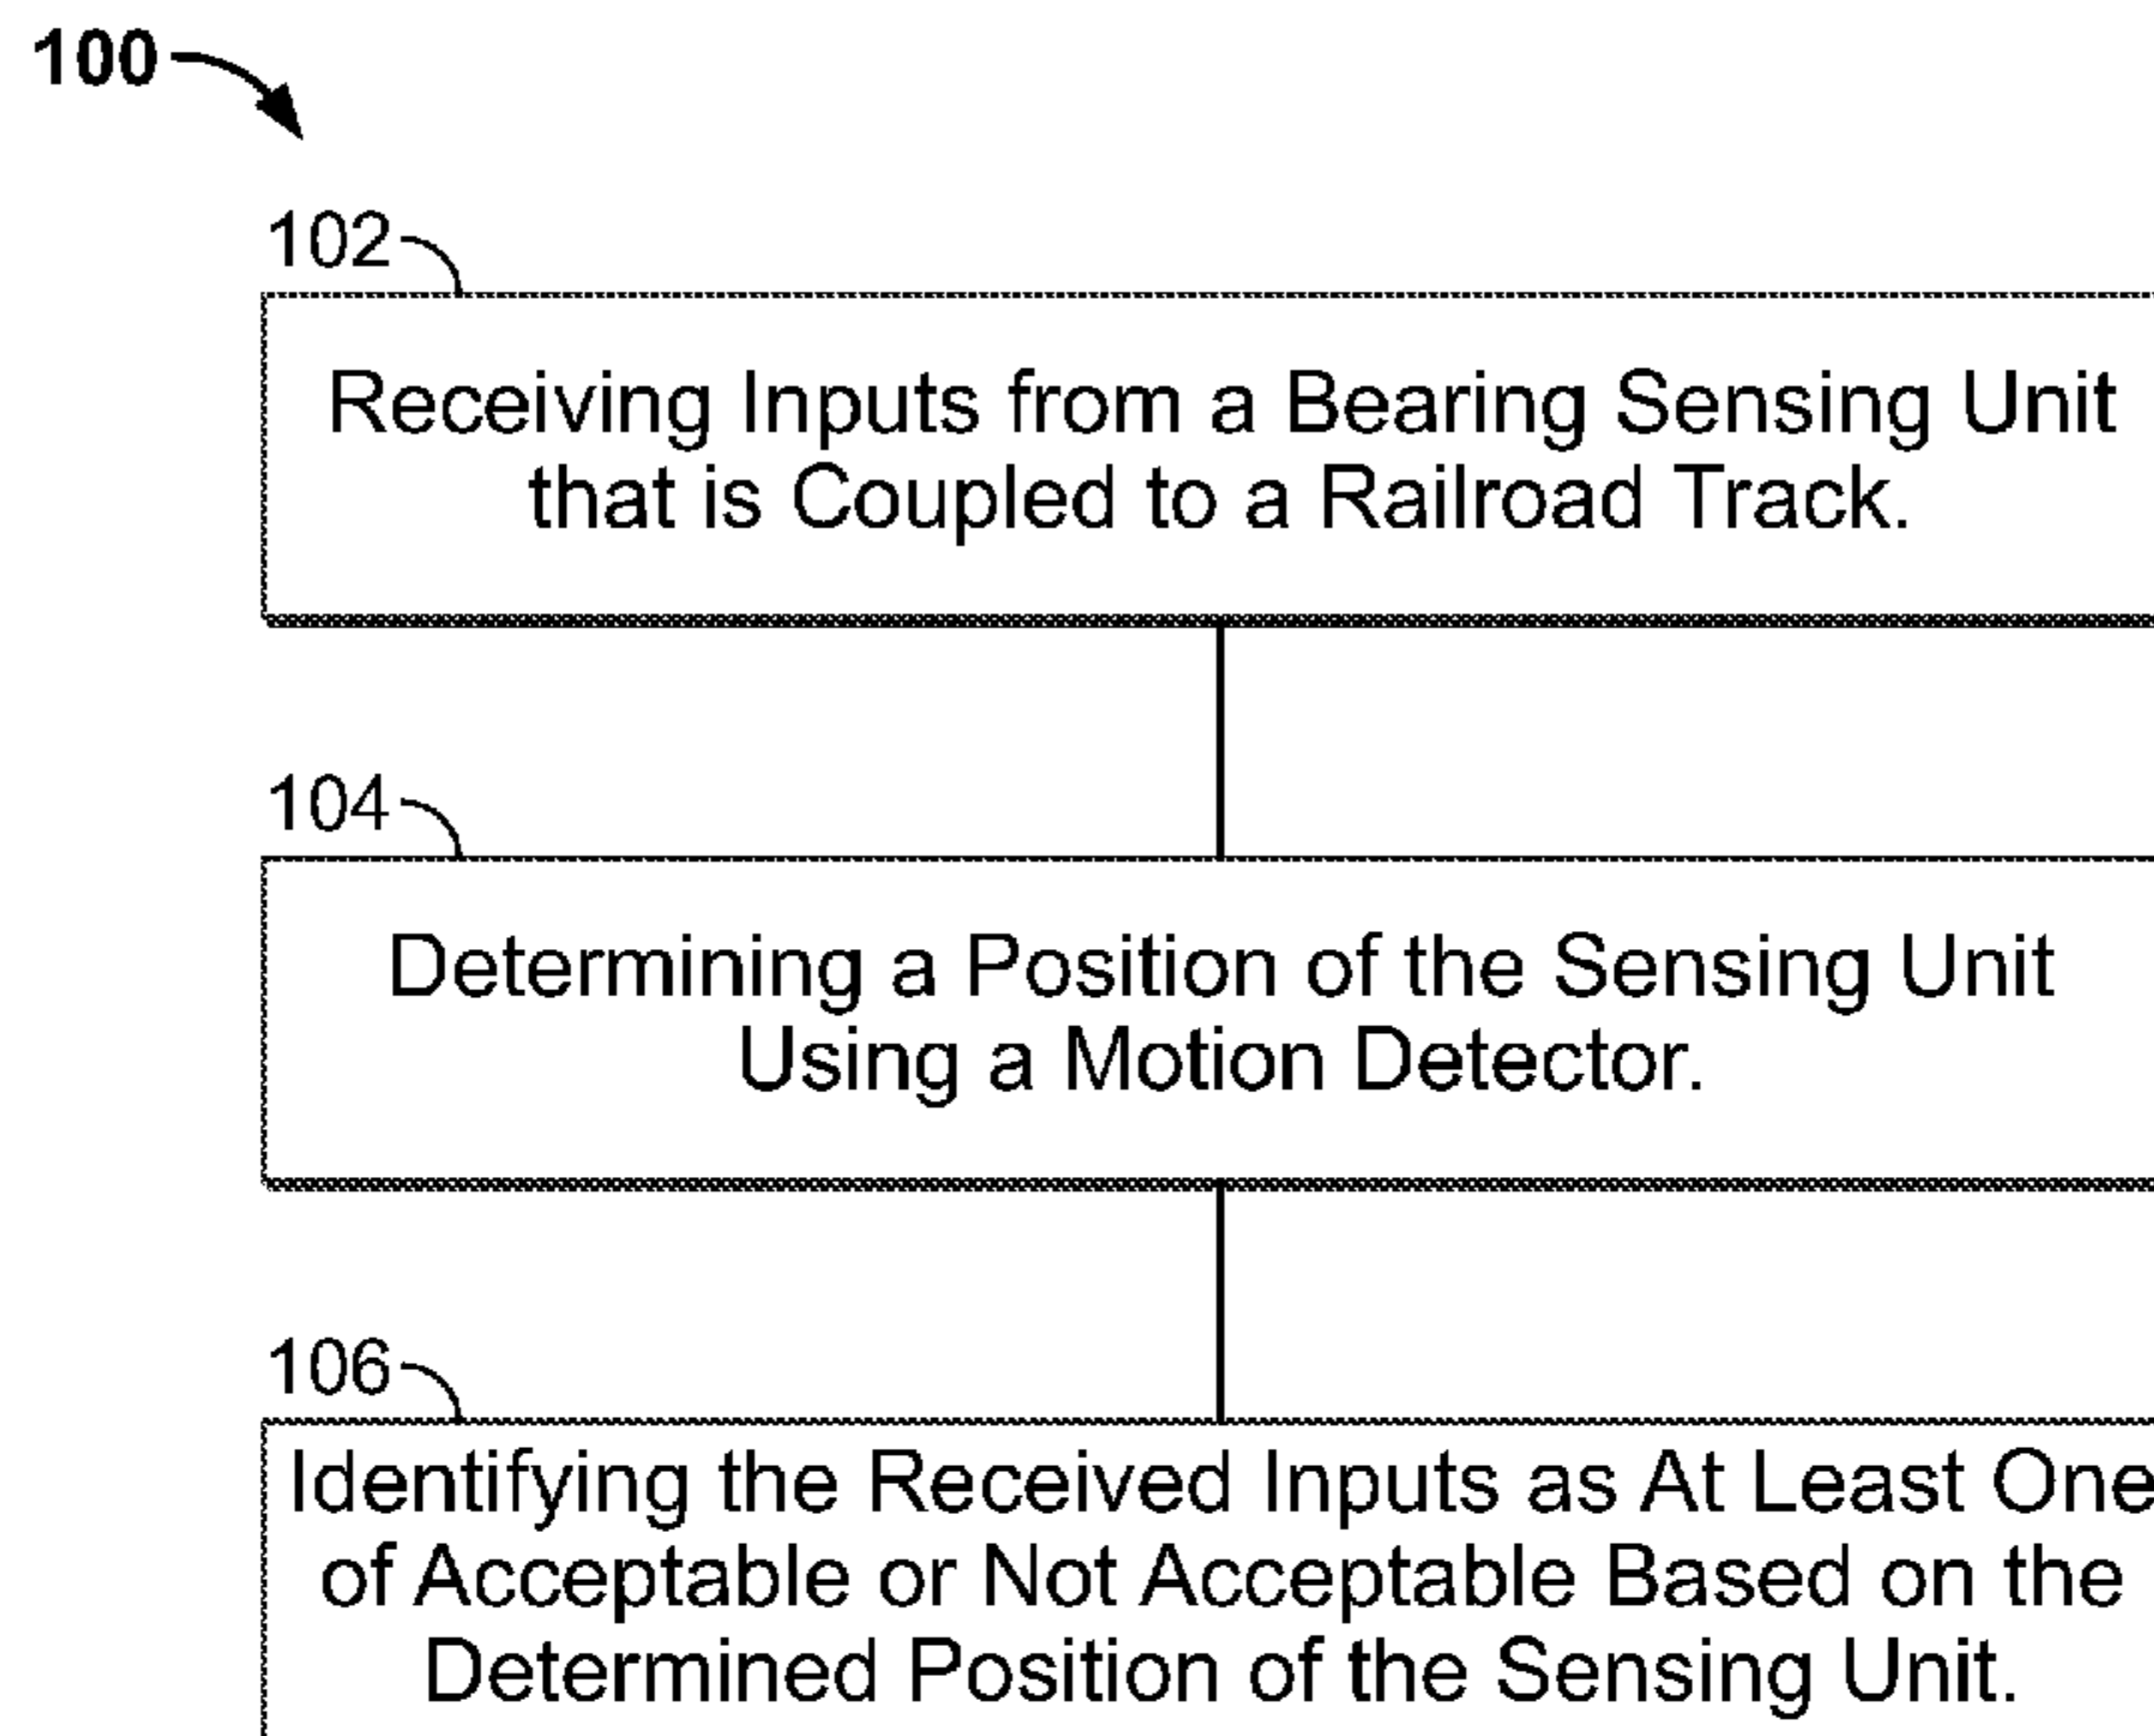 100
102
Receiving Inputs from a Bearing Sensing Unit
that is Coupled to a Railroad Track.
104
Determining a Position of the Sensing Unit
Using a Motion Detector.
106
Identifying the Received Inputs as At Least One
of Acceptable or Not Acceptable Based on the
Determined Position of the Sensing Unit.